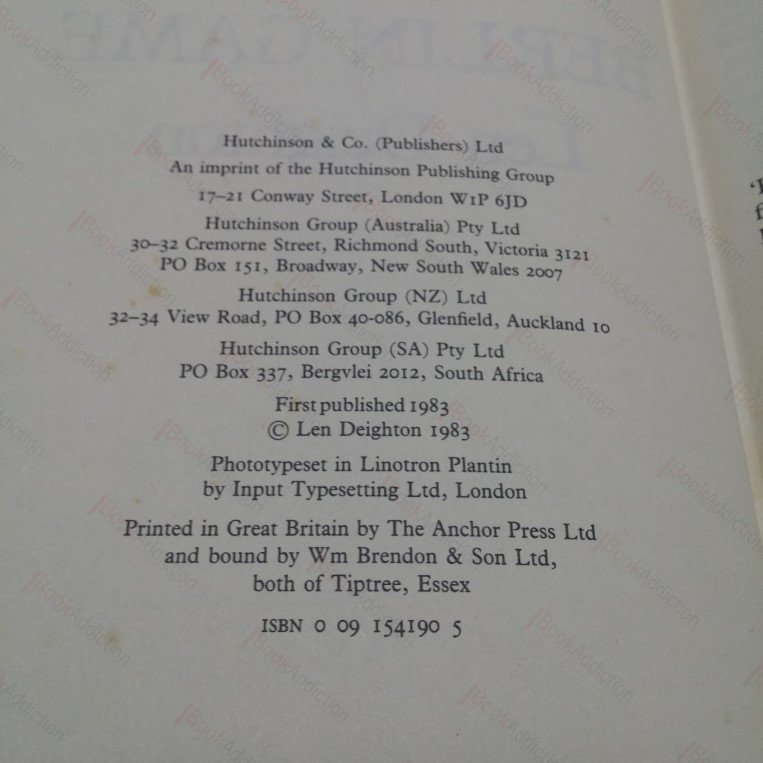 BERLIN GAME
Hutchinson & Co. (Publishers) Ltd
An imprint of the Hutchinson Publishing Group
17–21 Conway Street, London W1P 6JD
Hutchinson Group (Australia) Pty Ltd
30–32 Cremorne Street, Richmond South, Victoria 3121
PO Box 151, Broadway, New South Wales 2007
Hutchinson Group (NZ) Ltd
32–34 View Road, PO Box 40-086, Glenfield, Auckland 10
Hutchinson Group (SA) Pty Ltd
PO Box 337, Bergvlei 2012, South Africa
First published 1983
© Len Deighton 1983
Phototypeset in Linotron Plantin
by Input Typesetting Ltd, London
Printed in Great Britain by The Anchor Press Ltd
and bound by Wm Brendon & Son Ltd,
both of Tiptree, Essex
ISBN 0 09 154190 5
BookAddiction